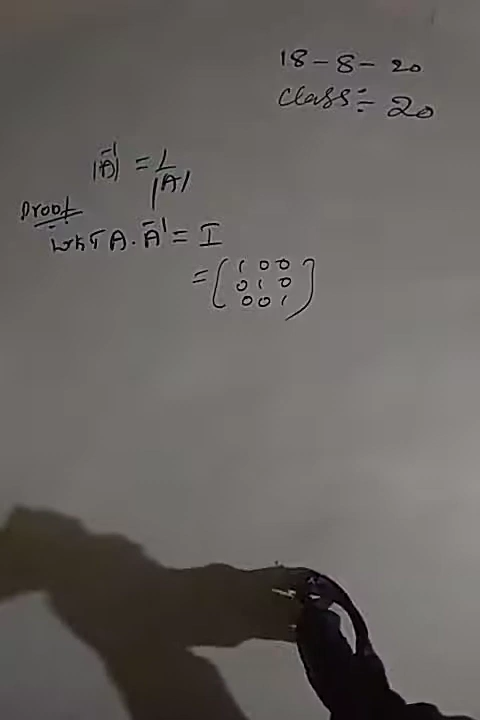 18-8-20
Class:- 20
|A⁻¹| = 1/|A|
Proof
WKT A. A⁻¹ = I
= ( 1 0 0
0 1 0
0 0 1 )